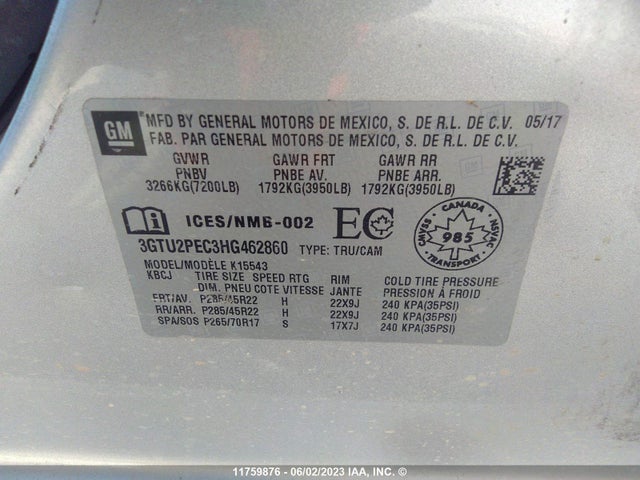 GM
MFD BY GENERAL MOTORS DE MEXICO, S. DE R.L. DE C.V. 05/17
FAB. PAR GENERAL MOTORS DE MEXICO, S. DE R.L. DE C.V.
GVWR GAWR FRT GAWR RR
PNBV PNBE AV. PNBE ARR.
3266KG(7200LB) 1792KG(3950LB) 1792KG(3950LB)
ICES/NMB-002 EC
CANADA
CMVSS NSVAC
985
TRANSPORT
3GTU2PEC3HG462860 TYPE: TRU/CAM
MODEL/MODÈLE K15543
KBCJ TIRE SIZE SPEED RTG RIM COLD TIRE PRESSURE
DIM. PNEU COTE VITESSE JANTE PRESSION À FROID
FRT/AV. P285/45R22 H 22X9J 240 KPA(35PSI)
RR/ARR. P285/45R22 H 22X9J 240 KPA(35PSI)
SPA/SOS P265/70R17 S 17X7J 240 KPA(35PSI)
11759876 - 06/02/2023 IAA, INC. ©